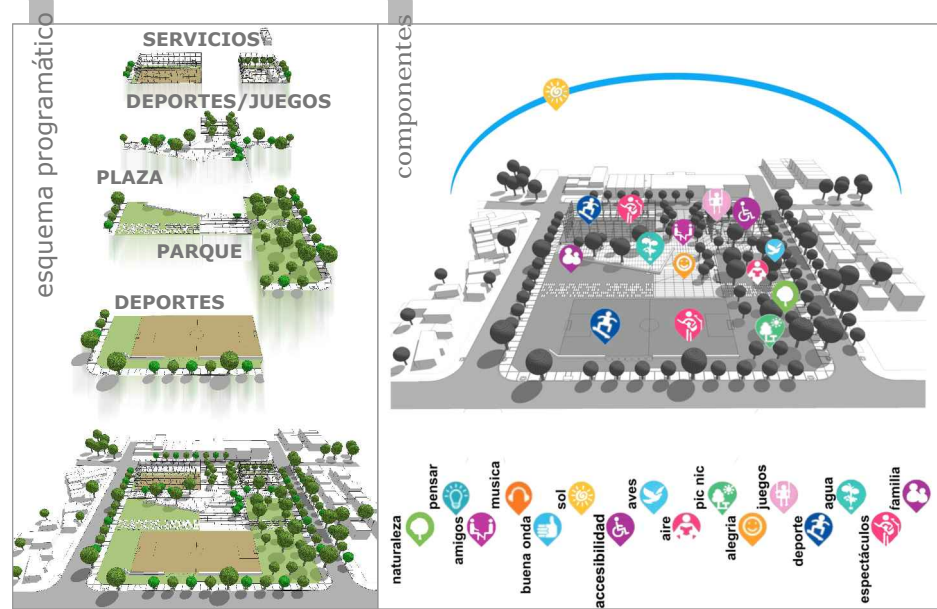 esquema programático
SERVICIOS
DEPORTES/JUEGOS
PLAZA
PARQUE
DEPORTES
componentes
naturaleza
pensar
amigos
musica
buena onda
sol
accesibilidad
aves
aire
pic nic
alegria
juegos
deporte
agua
espectáculos
familia